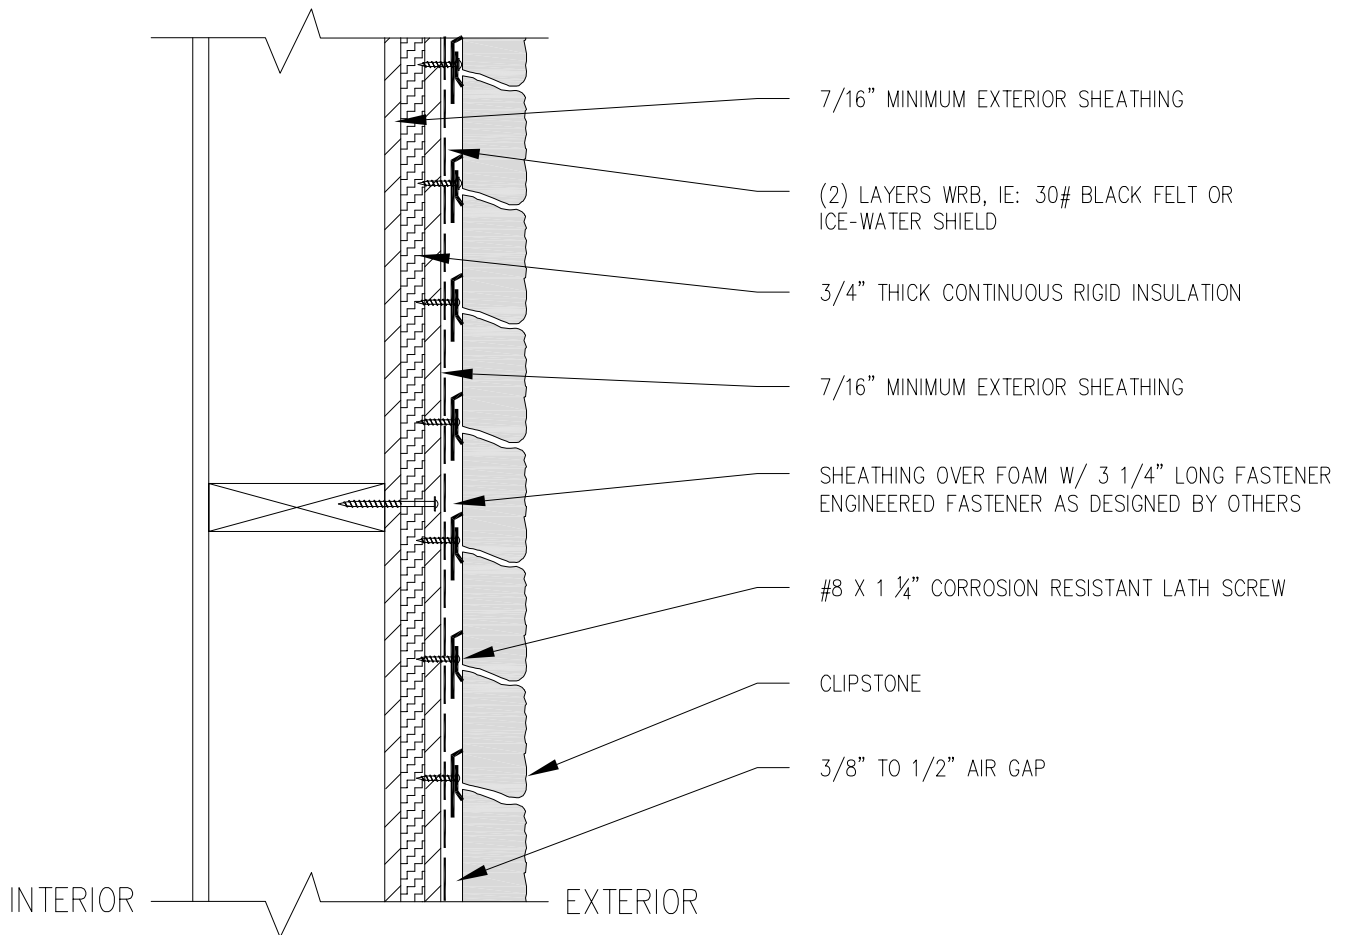 7/16” MINIMUM EXTERIOR SHEATHING
(2) LAYERS WRB, IE: 30# BLACK FELT OR
ICE-WATER SHIELD
3/4” THICK CONTINUOUS RIGID INSULATION
7/16” MINIMUM EXTERIOR SHEATHING
SHEATHING OVER FOAM W/ 3 1/4” LONG FASTENER
ENGINEERED FASTENER AS DESIGNED BY OTHERS
#8 X 1 ¼” CORROSION RESISTANT LATH SCREW
CLIPSTONE
3/8” TO 1/2” AIR GAP
INTERIOR
EXTERIOR